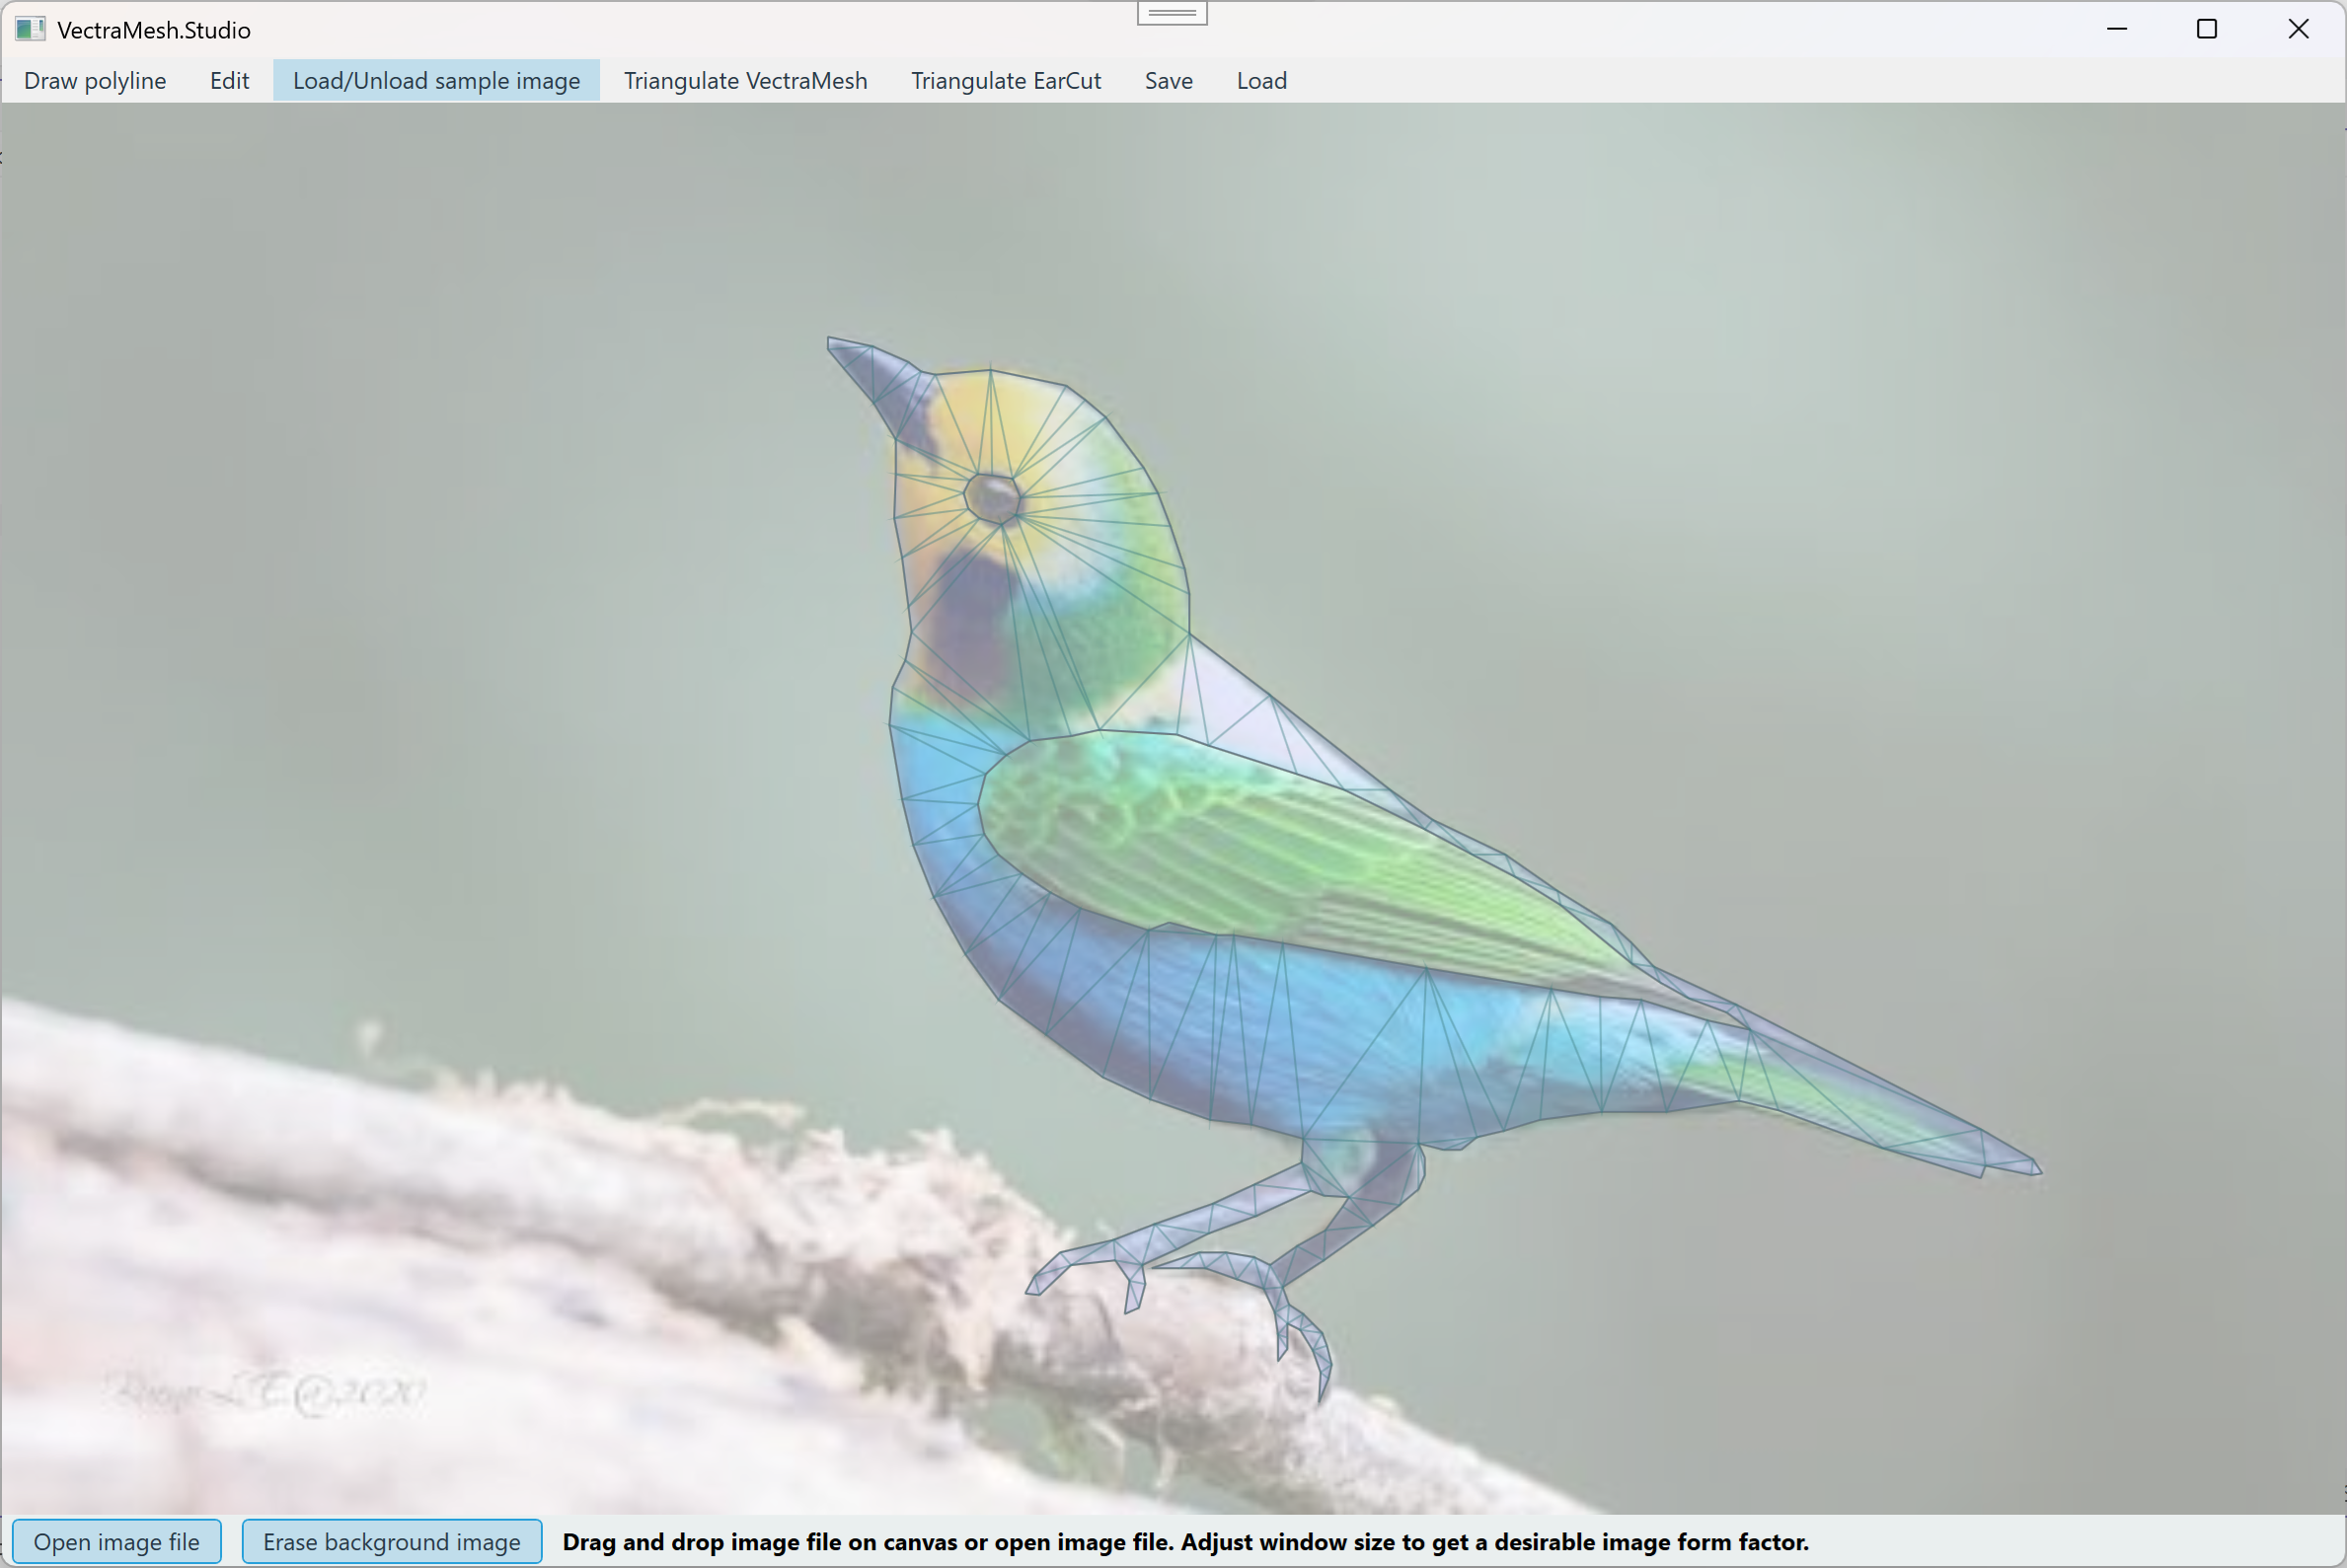 VectraMesh.Studio
Draw polyline Edit Load/Unload sample image Triangulate VectraMesh Triangulate EarCut Save Load
©2020
Open image file Erase background image Drag and drop image file on canvas or open image file. Adjust window size to get a desirable image form factor.